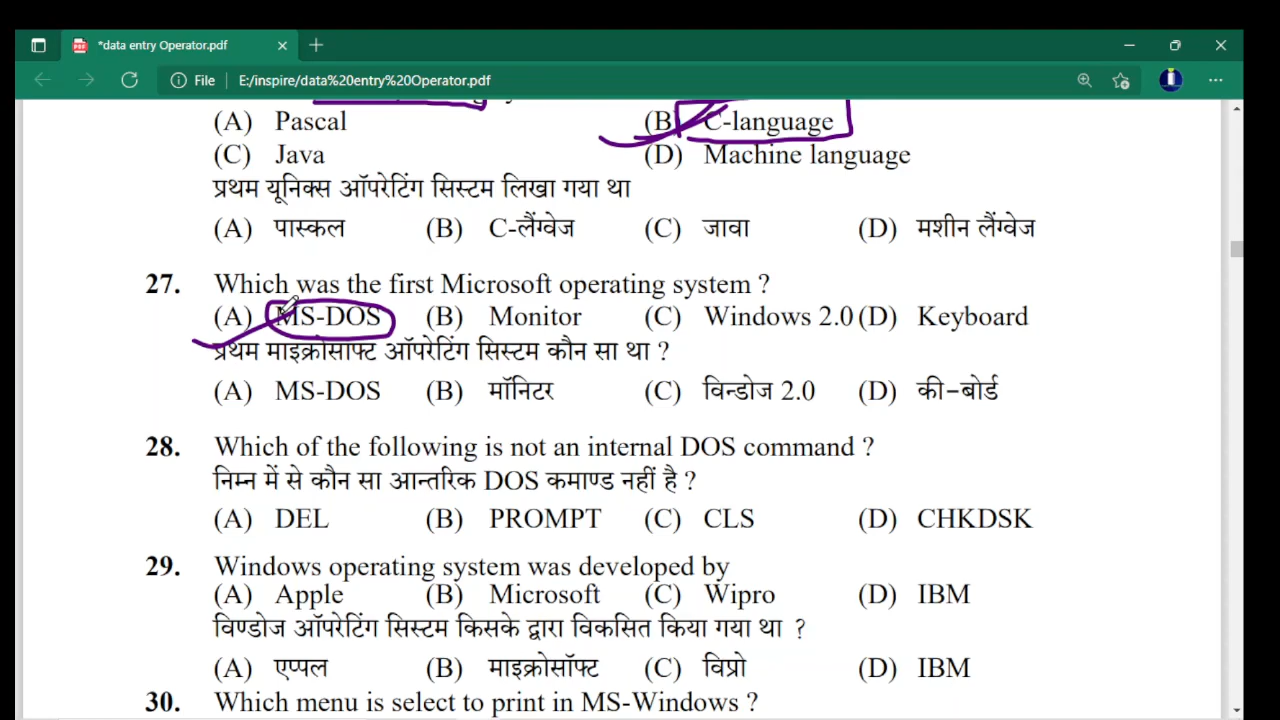 *data entry Operator.pdf
File E:/inspire/data%20entry%20Operator.pdf
(A) Pascal (B) C-language
(C) Java (D) Machine language
प्रथम यूनिक्स ऑपरेटिंग सिस्टम लिखा गया था
(A) पास्कल (B) C-लैंग्वेज (C) जावा (D) मशीन लैंग्वेज
27. Which was the first Microsoft operating system ?
(A) MS-DOS (B) Monitor (C) Windows 2.0 (D) Keyboard
प्रथम माइक्रोसाफ्ट ऑपरेटिंग सिस्टम कौन सा था ?
(A) MS-DOS (B) मॉनिटर (C) विन्डोज 2.0 (D) की-बोर्ड
28. Which of the following is not an internal DOS command ?
निम्न में से कौन सा आन्तरिक DOS कमाण्ड नहीं है ?
(A) DEL (B) PROMPT (C) CLS (D) CHKDSK
29. Windows operating system was developed by
(A) Apple (B) Microsoft (C) Wipro (D) IBM
विण्डोज ऑपरेटिंग सिस्टम किसके द्वारा विकसित किया गया था ?
(A) एप्पल (B) माइक्रोसॉफ्ट (C) विप्रो (D) IBM
30. Which menu is select to print in MS-Windows ?